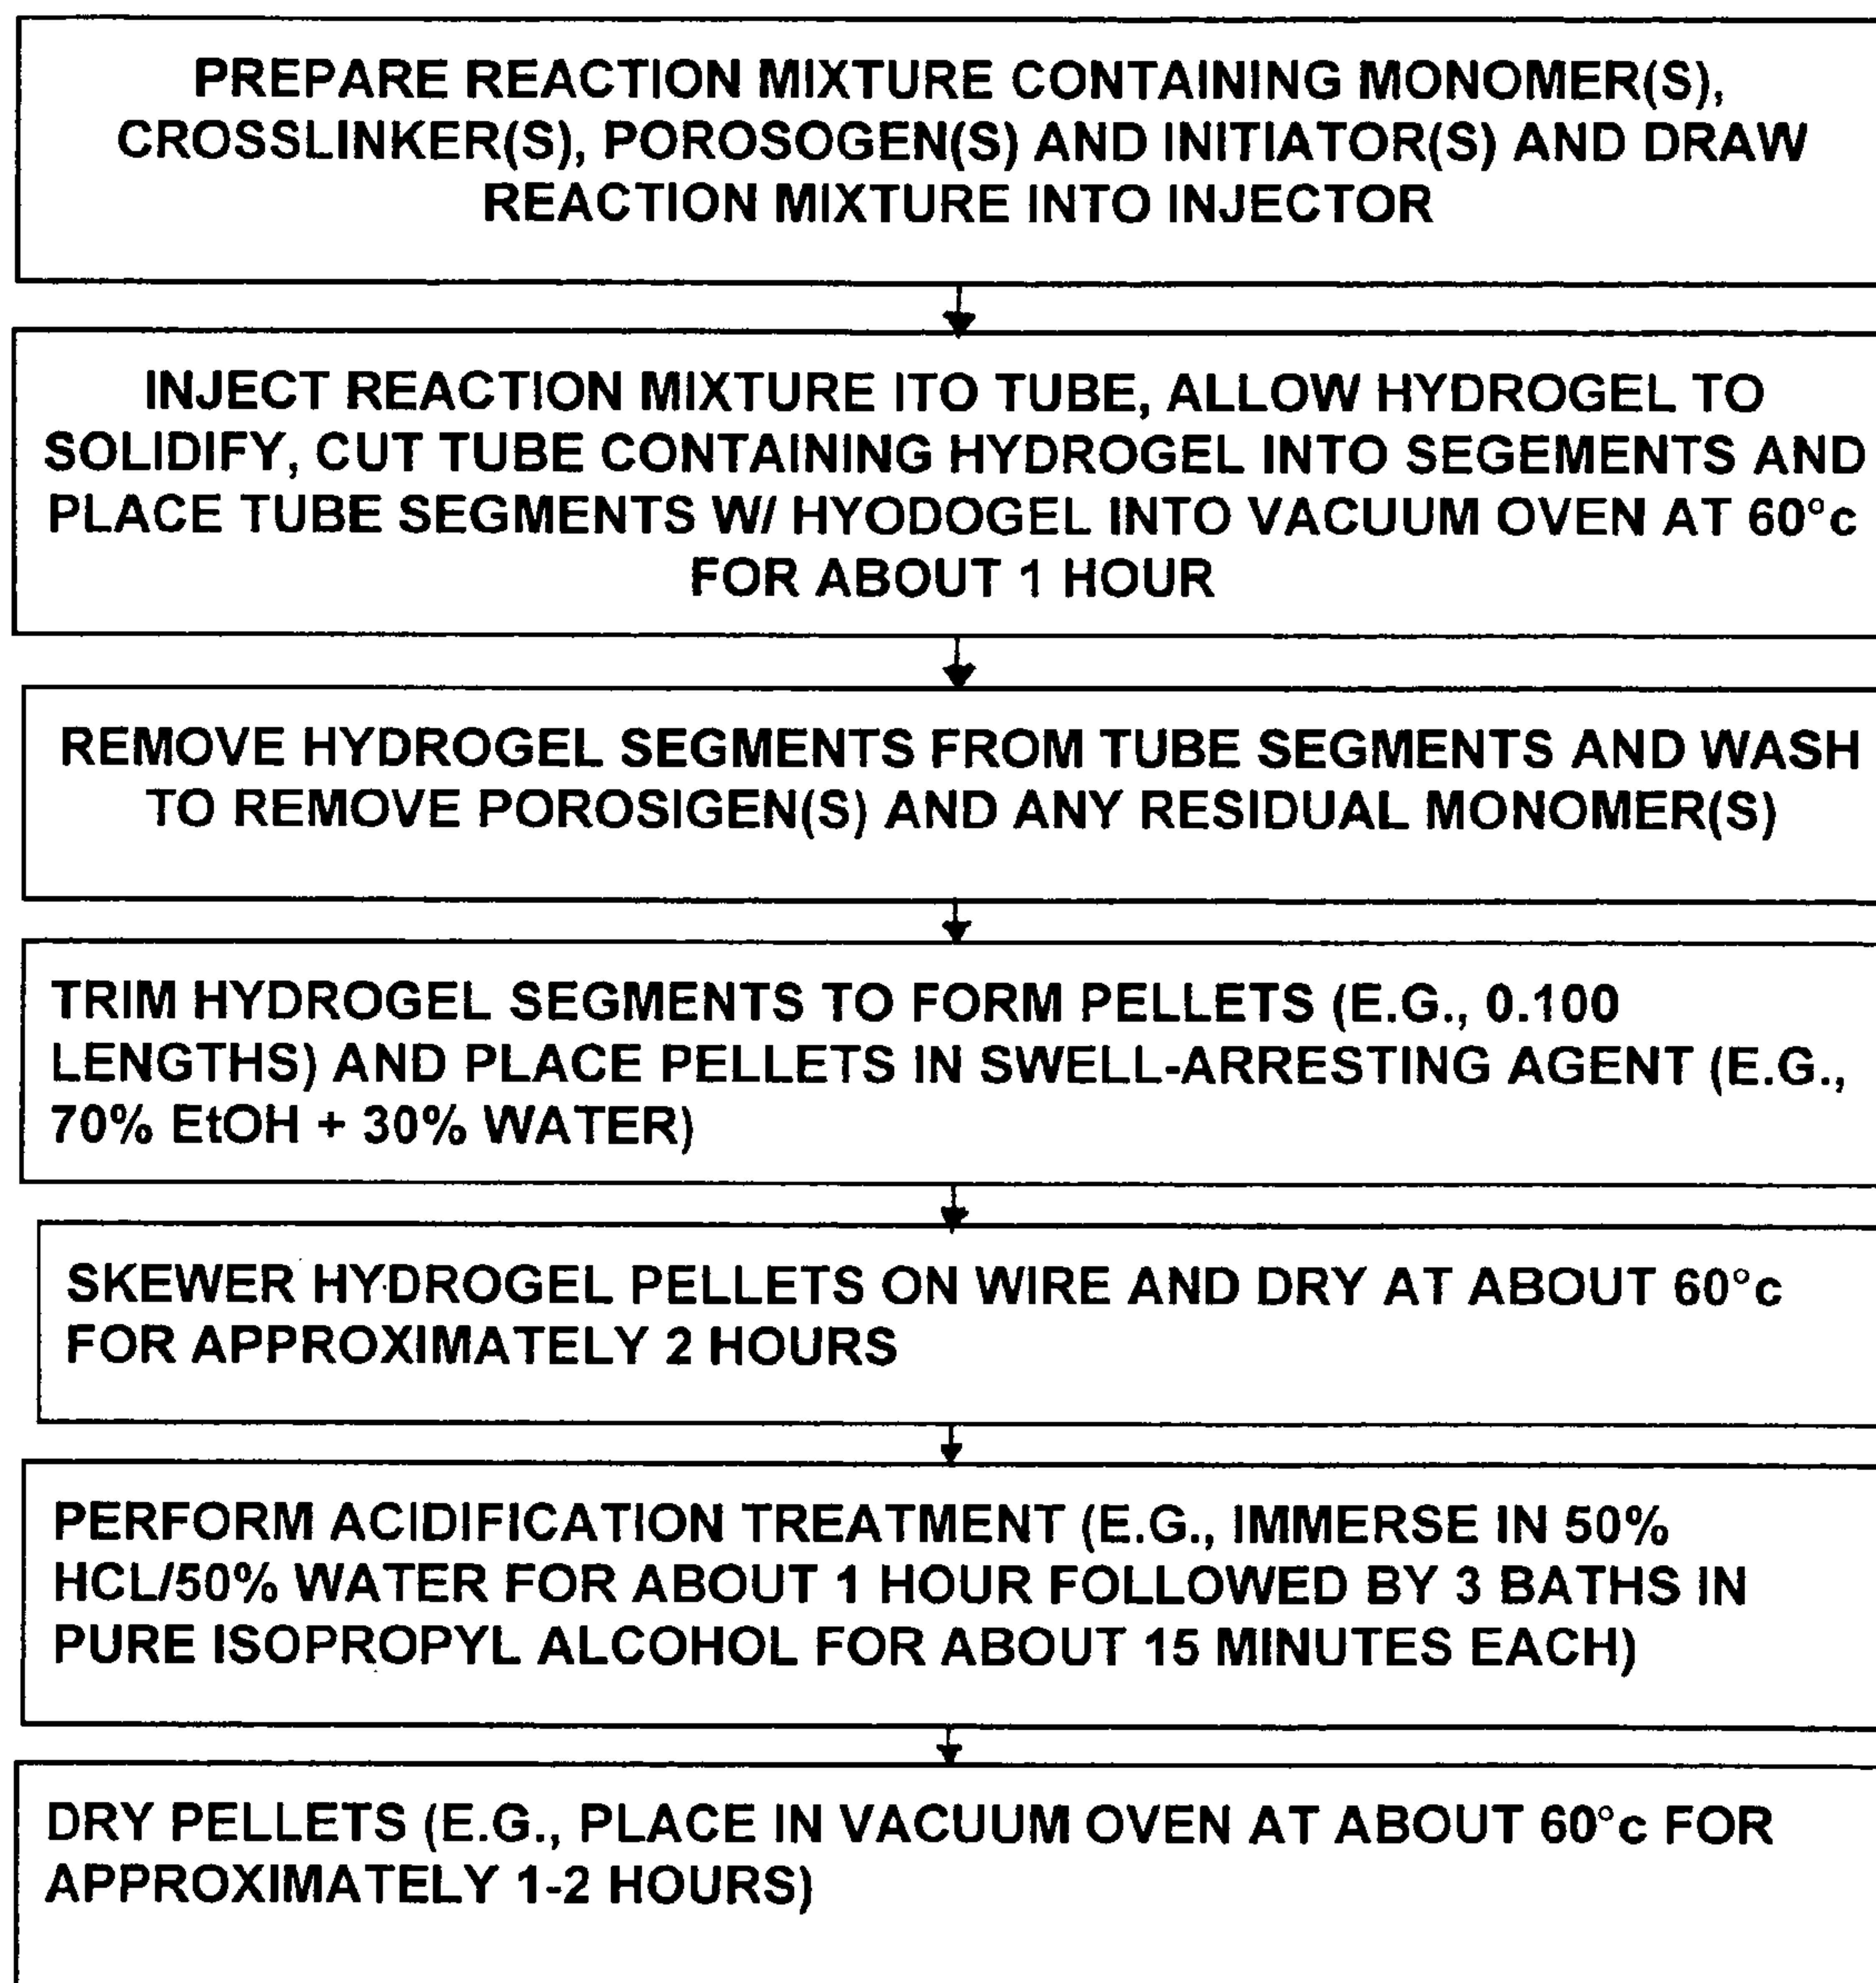 PREPARE REACTION MIXTURE CONTAINING MONOMER(S),
CROSSLINKER(S), POROSOGEN(S) AND INITIATOR(S) AND DRAW
REACTION MIXTURE INTO INJECTOR
INJECT REACTION MIXTURE ITO TUBE, ALLOW HYDROGEL TO
SOLIDIFY, CUT TUBE CONTAINING HYDROGEL INTO SEGEMENTS AND
PLACE TUBE SEGMENTS W/ HYODOGEL INTO VACUUM OVEN AT 60°c
FOR ABOUT 1 HOUR
REMOVE HYDROGEL SEGMENTS FROM TUBE SEGMENTS AND WASH
TO REMOVE POROSIGEN(S) AND ANY RESIDUAL MONOMER(S)
TRIM HYDROGEL SEGMENTS TO FORM PELLETS (E.G., 0.100
LENGTHS) AND PLACE PELLETS IN SWELL-ARRESTING AGENT (E.G.,
70% EtOH + 30% WATER)
SKEWER HYDROGEL PELLETS ON WIRE AND DRY AT ABOUT 60°c
FOR APPROXIMATELY 2 HOURS
PERFORM ACIDIFICATION TREATMENT (E.G., IMMERSE IN 50%
HCL/50% WATER FOR ABOUT 1 HOUR FOLLOWED BY 3 BATHS IN
PURE ISOPROPYL ALCOHOL FOR ABOUT 15 MINUTES EACH)
DRY PELLETS (E.G., PLACE IN VACUUM OVEN AT ABOUT 60°c FOR
APPROXIMATELY 1-2 HOURS)